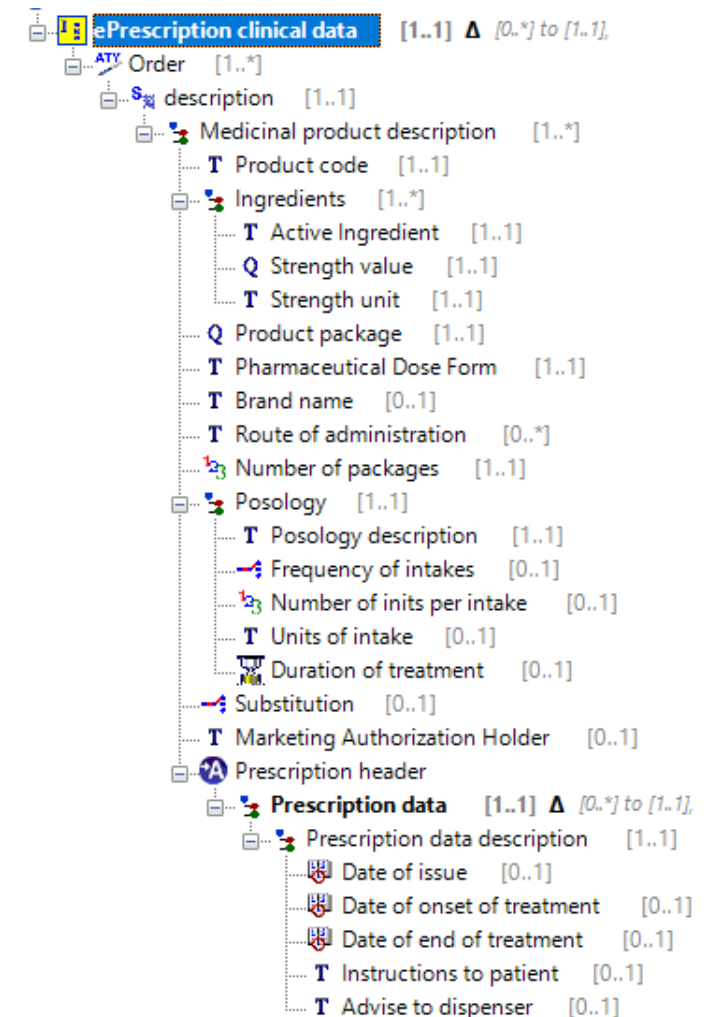 ePrescription clinical data [1..1] Δ [0..*] to [1..1],
ATY Order [1..*]
description [1..1]
Medicinal product description [1..*]
T Product code [1..1]
Ingredients [1..*]
T Active Ingredient [1..1]
Q Strength value [1..1]
T Strength unit [1..1]
Q Product package [1..1]
T Pharmaceutical Dose Form [1..1]
T Brand name [0..1]
T Route of administration [0..*]
123 Number of packages [1..1]
Posology [1..1]
T Posology description [1..1]
Frequency of intakes [0..1]
123 Number of inits per intake [0..1]
T Units of intake [0..1]
Duration of treatment [0..1]
Substitution [0..1]
T Marketing Authorization Holder [0..1]
A Prescription header
Prescription data [1..1] Δ [0..*] to [1..1],
Prescription data description [1..1]
Date of issue [0..1]
Date of onset of treatment [0..1]
Date of end of treatment [0..1]
T Instructions to patient [0..1]
T Advise to dispenser [0..1]